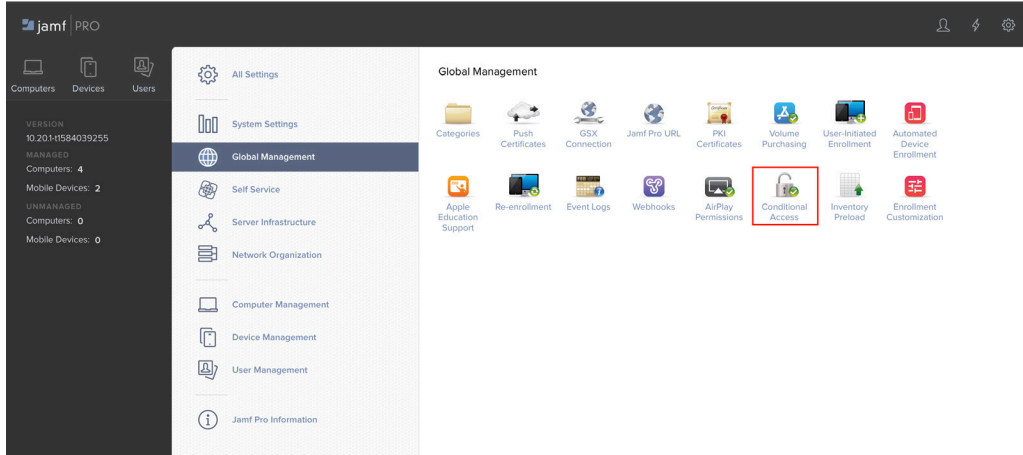 jamf PRO
Computers
Devices
Users
VERSION
10.20.1-t1584039255
MANAGED
Computers: 4
Mobile Devices: 2
UNMANAGED
Computers: 0
Mobile Devices: 0
All Settings
System Settings
Global Management
Self Service
Server Infrastructure
Network Organization
Computer Management
Device Management
User Management
Jamf Pro Information
Global Management
Categories
Push
Certificates
GSX
Connection
Jamf Pro URL
PKI
Certificates
Volume
Purchasing
User-Initiated
Enrollment
Automated
Device
Enrollment
Apple
Education
Support
Re-enrollment
Event Logs
Webhooks
AirPlay
Permissions
Conditional
Access
Inventory
Preload
Enrollment
Customization